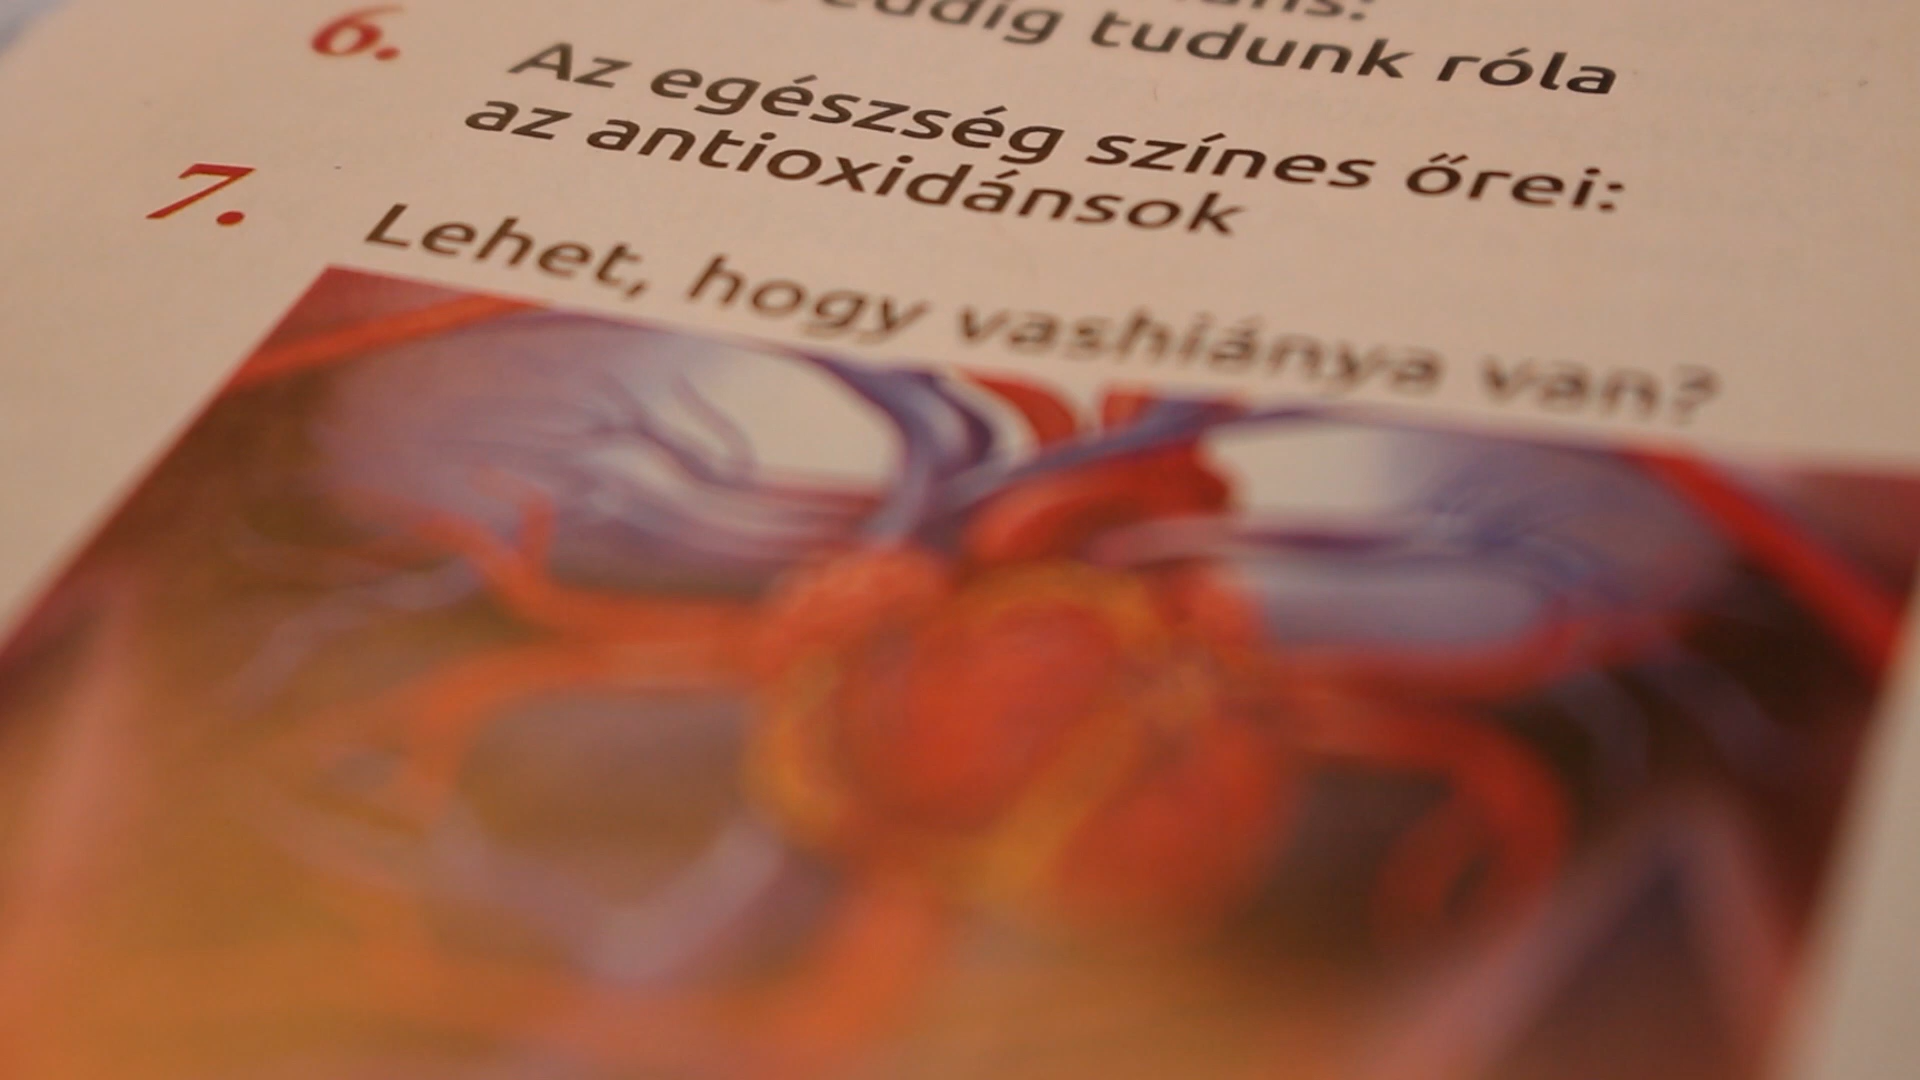 eddig tudunk róla
6. Az egészség színes őrei:
az antioxidánsok
7. Lehet, hogy vashiánya van?